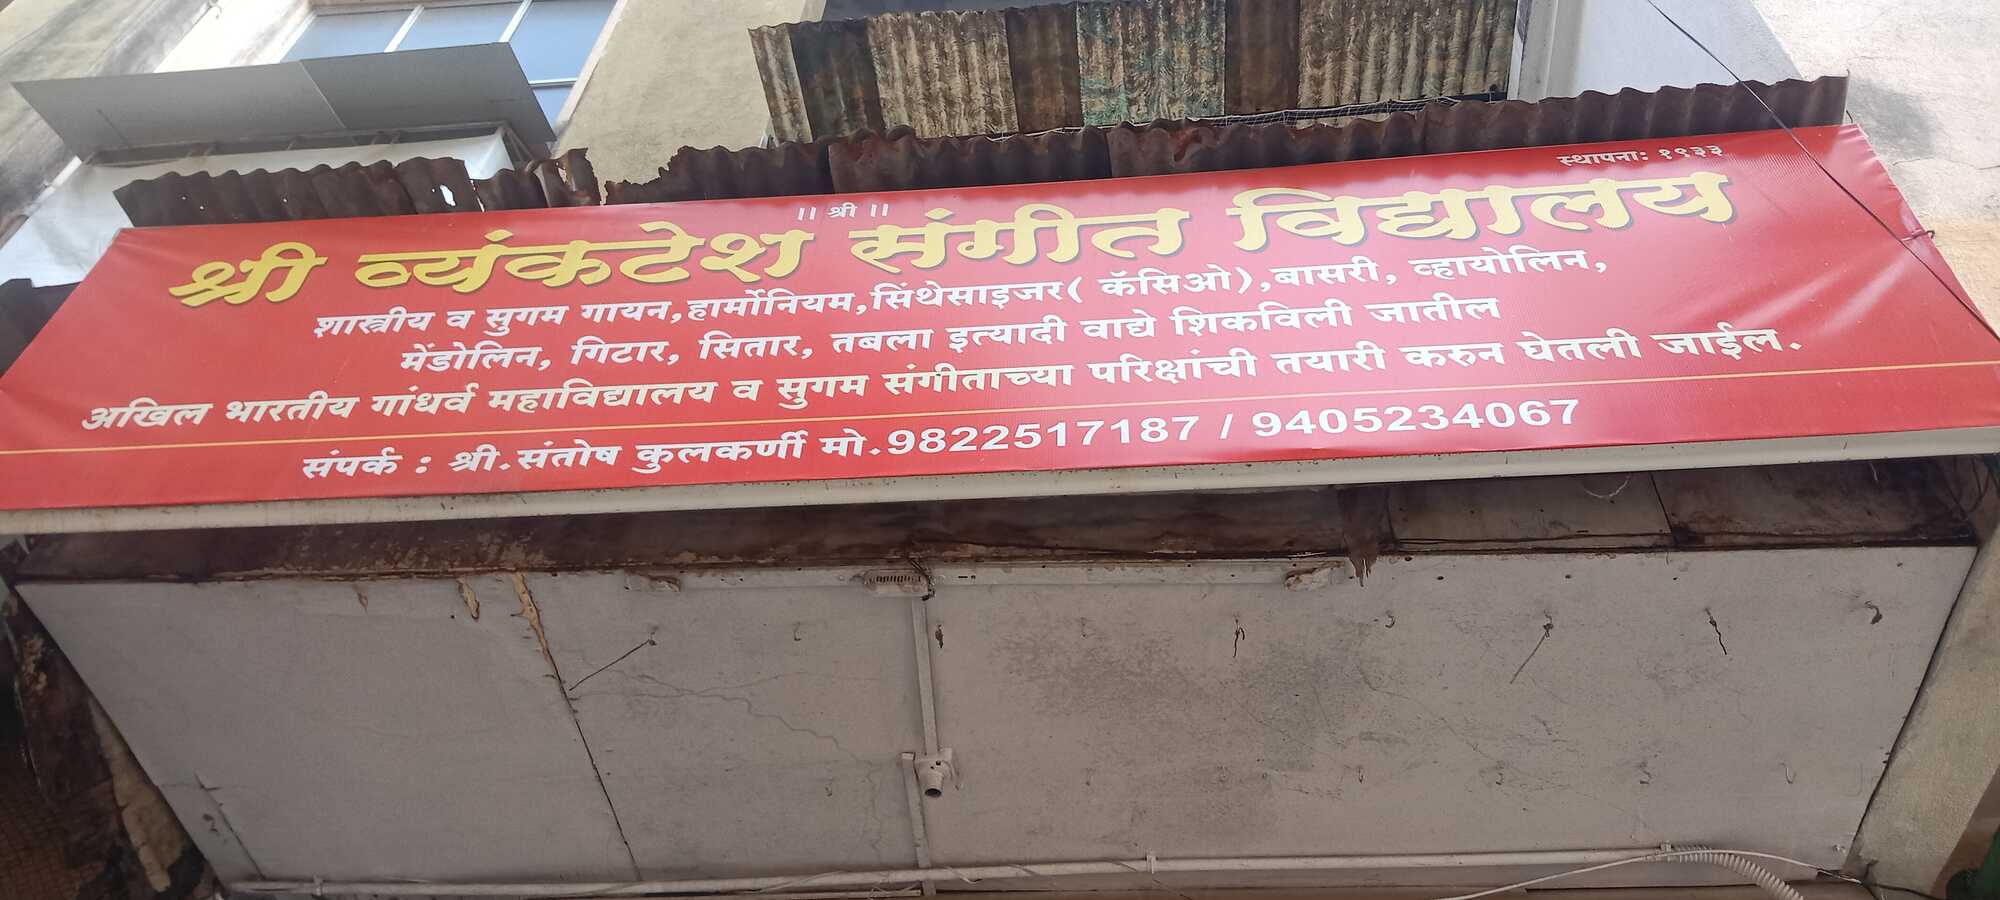 स्थापना: १९३३
|| श्री ||
श्री व्यंकटेश संगीत विद्यालय
शास्त्रीय व सुगम गायन,हार्मोनियम,सिंथेसाइजर( कॅसिओ),बासरी, व्हायोलिन,
मेंडोलिन, गिटार, सितार, तबला इत्यादी वाद्ये शिकविली जातील
अखिल भारतीय गांधर्व महाविद्यालय व सुगम संगीताच्या परिक्षांची तयारी करुन घेतली जाईल.
संपर्क : श्री.संतोष कुलकर्णी मो.9822517187 / 9405234067